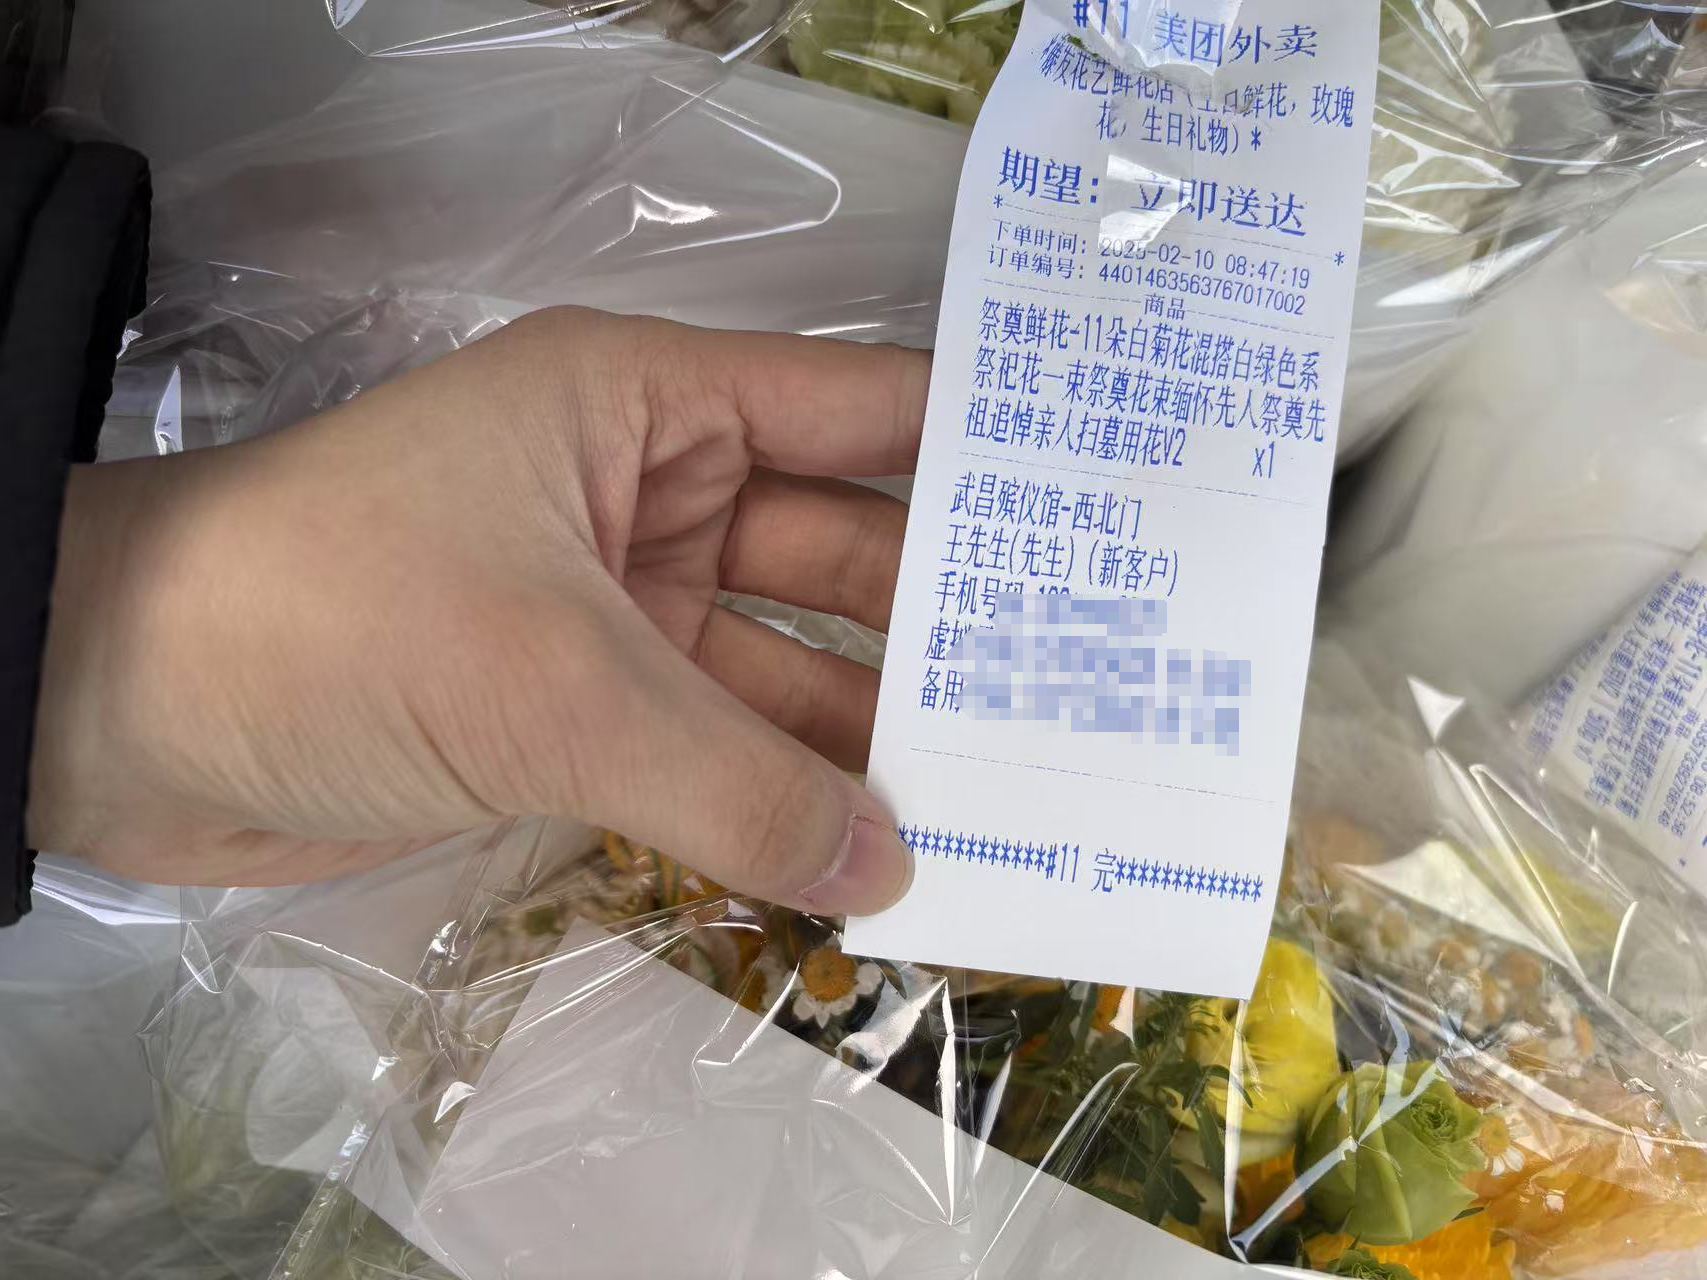 #11 美团外卖
花艺鲜花店（生日鲜花，玫瑰
花，生日礼物）*
期望：立即送达
*
*
下单时间：2025-02-10 08:47:19
订单编号：4401463563767017002
商品
祭奠鲜花-11朵白菊花混搭白绿色系
祭祀花一束祭奠花束缅怀先人祭奠先
祖追悼亲人扫墓用花V2 x1
武昌殡仪馆-西北门
王先生(先生)(新客户)
手机号码
虚拟
备用
************#11 完*************